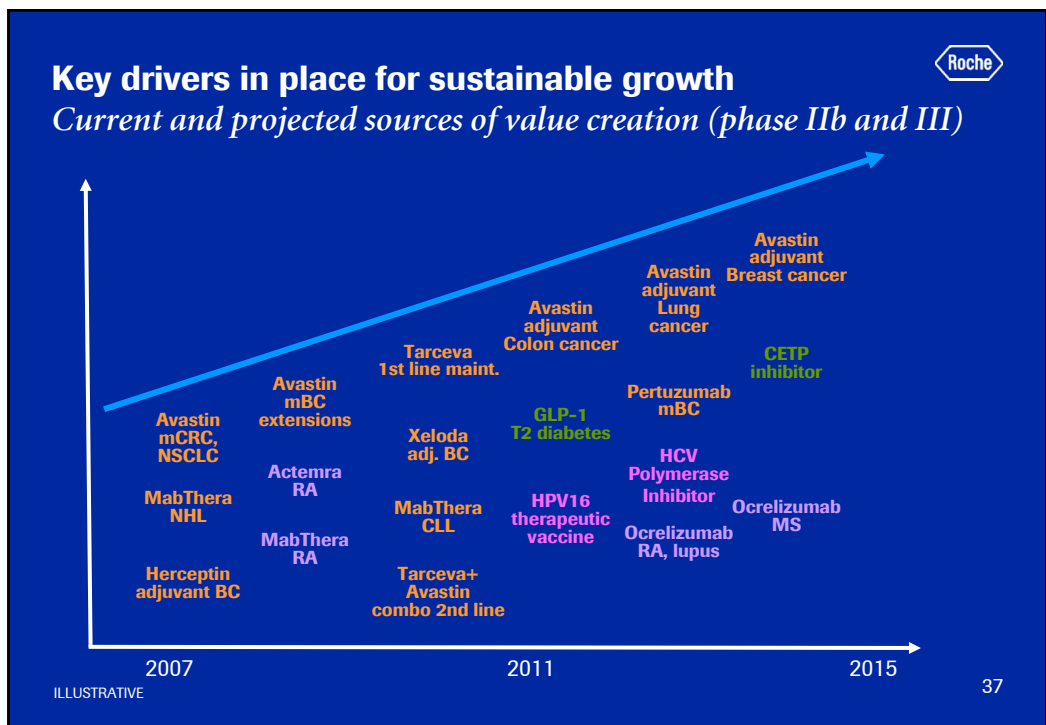 Roche
Key drivers in place for sustainable growth
Current and projected sources of value creation (phase IIb and III)
Avastin
mCRC,
NSCLC
MabThera
NHL
Herceptin
adjuvant BC
Avastin
mBC
extensions
Actemra
RA
MabThera
RA
Tarceva
1st line maint.
Xeloda
adj. BC
MabThera
CLL
Tarceva+
Avastin
combo 2nd line
Avastin
adjuvant
Colon cancer
GLP-1
T2 diabetes
HPV16
therapeutic
vaccine
Avastin
adjuvant
Lung
cancer
Pertuzumab
mBC
HCV
Polymerase
Inhibitor
Ocrelizumab
RA, lupus
Avastin
adjuvant
Breast cancer
CETP
inhibitor
Ocrelizumab
MS
2007
2011
2015
ILLUSTRATIVE
37